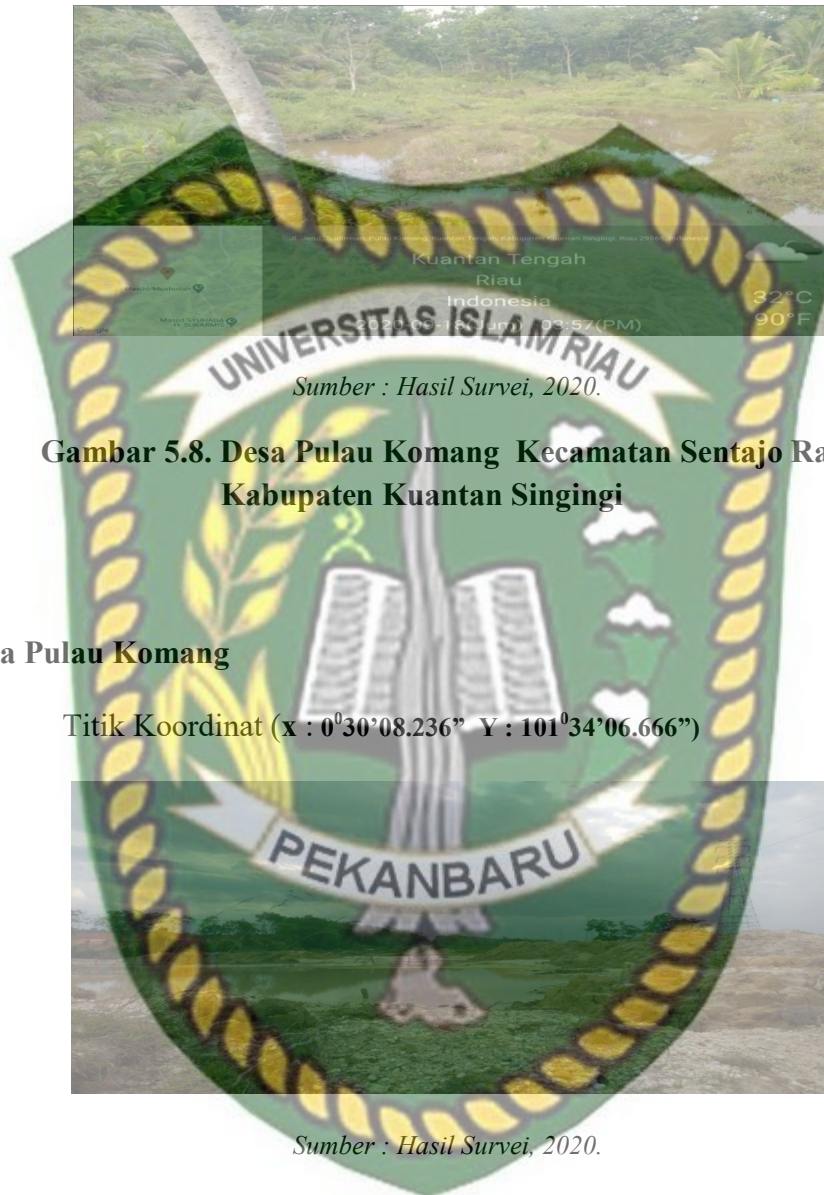 Kuantan Tengah
Riau
Indonesia
32°C
90°F
UNIVERSITAS ISLAM RIAU
Sumber : Hasil Survei, 2020.
Gambar 5.8. Desa Pulau Komang Kecamatan Sentajo Ra
Kabupaten Kuantan Singingi
a Pulau Komang
Titik Koordinat (x : 0⁰30’08.236” Y : 101⁰34’06.666”)
PEKANBARU
Sumber : Hasil Survei, 2020.